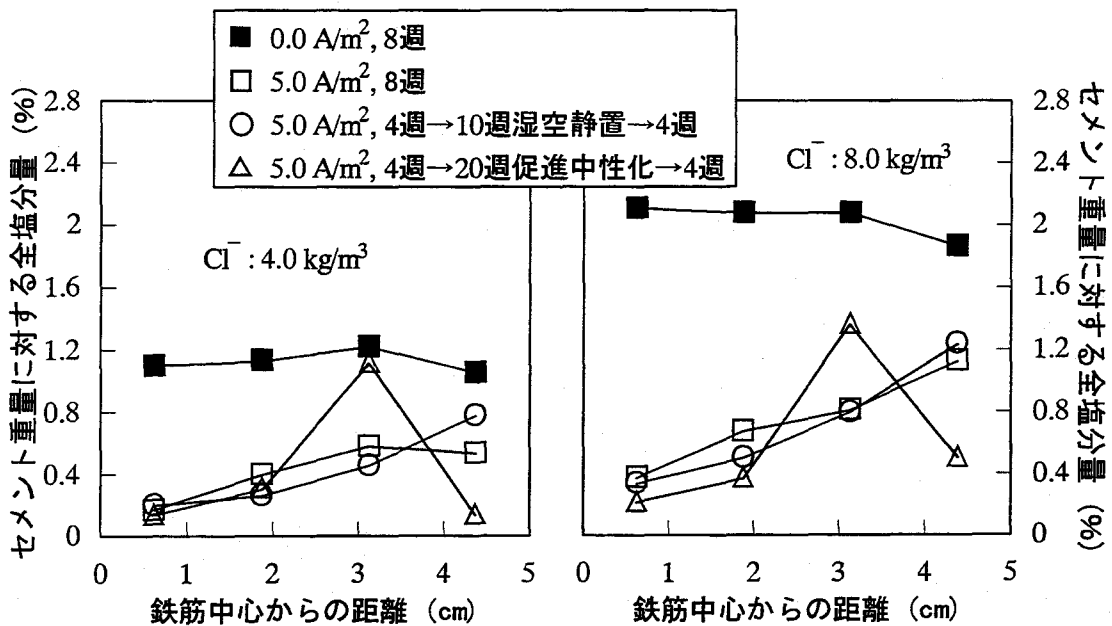 0.0 A/m², 8週
5.0 A/m², 8週
5.0 A/m², 4週→10週湿空静置→4週
5.0 A/m², 4週→20週促進中性化→4週
セメント重量に対する全塩分量 (%)
2.8
2.4
2
1.6
1.2
0.8
0.4
0
Cl⁻ : 4.0 kg/m³
0 1 2 3 4 5
鉄筋中心からの距離 (cm)
Cl⁻ : 8.0 kg/m³
0 1 2 3 4 5
鉄筋中心からの距離 (cm)
2.8
2.4
2
1.6
1.2
0.8
0.4
0
セメント重量に対する全塩分量 (%)